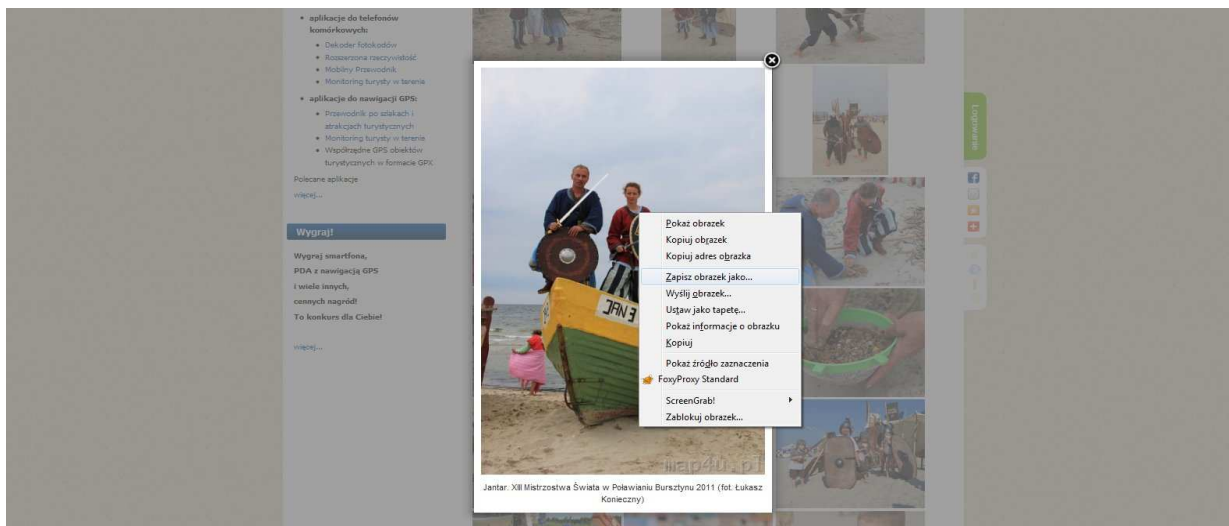 • aplikacje do telefonów
komórkowych:
• Dekoder fotokodów
• Rozszerzona rzeczywistość
• Mobilny Przewodnik
• Monitoring turysty w terenie
• aplikacje do nawigacji GPS:
• Przewodnik po szlakach i
atrakcjach turystycznych
• Monitoring turysty w terenie
• Współrzędne GPS obiektów
turystycznych w formacie GPX
Polecane aplikacje
więcej...
Wygraj!
Wygraj smartfona,
PDA z nawigacją GPS
i wiele innych,
cennych nagród!
To konkurs dla Ciebie!
więcej...
JAN 3
Pokaż obrazek
Kopiuj obrazek
Kopiuj adres obrazka
Zapisz obrazek jako...
Wyślij obrazek...
Ustaw jako tapetę...
Pokaż informacje o obrazku
Kopiuj
Pokaż źródło zaznaczenia
FoxyProxy Standard
ScreenGrab!
Zablokuj obrazek...
map4u.pl
Jantar. XIII Mistrzostwa Świata w Poławianiu Bursztynu 2011 (fot. Łukasz
Konieczny)
Logowanie